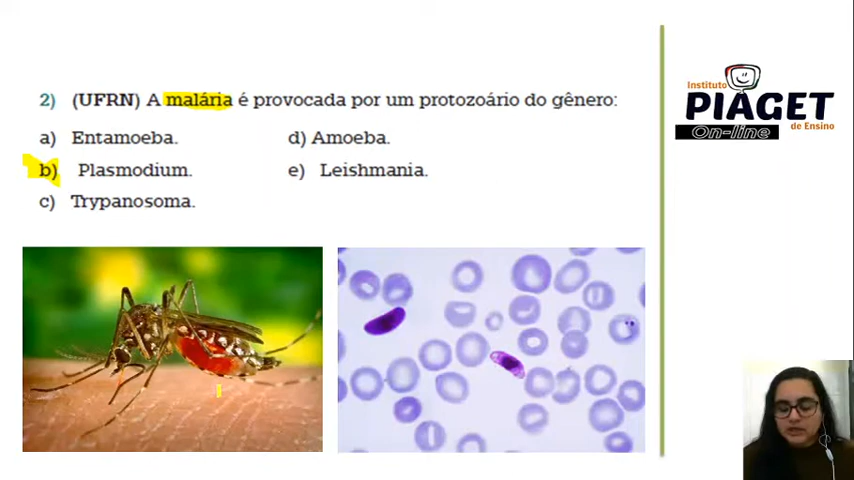 2) (UFRN) A malária é provocada por um protozoário do gênero:
a) Entamoeba.
b) Plasmodium.
c) Trypanosoma.
d) Amoeba.
e) Leishmania.
Instituto
PIAGET
On-line
de Ensino